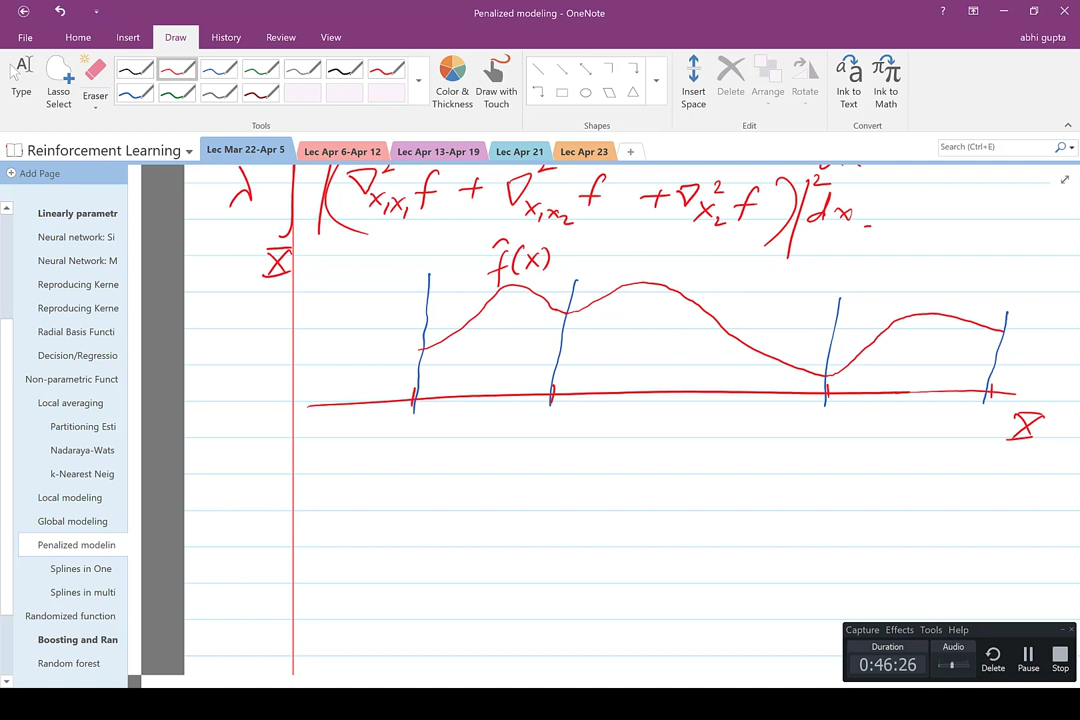 Penalized modeling - OneNote
File Home Insert Draw History Review View
abhi gupta
Type
Lasso Select
Eraser
Color & Thickness
Draw with Touch
Insert Space
Delete
Arrange
Rotate
Ink to Text
Ink to Math
Tools
Shapes
Edit
Convert
Reinforcement Learning
Lec Mar 22-Apr 5
Lec Apr 6-Apr 12
Lec Apr 13-Apr 19
Lec Apr 21
Lec Apr 23
Search (Ctrl+E)
Add Page
Linearly parametr
Neural network: Si
Neural Network: M
Reproducing Kerne
Reproducing Kerne
Radial Basis Functi
Decision/Regressio
Non-parametric Funct
Local averaging
Partitioning Esti
Nadaraya-Wats
k-Nearest Neig
Local modeling
Global modeling
Penalized modelin
Splines in One
Splines in multi
Randomized function
Boosting and Ran
Random forest
λ ∫ |(∇²x₁x₁ f + ∇²x₁x₂ f + ∇x₂² f)|² dx
X
f̂(x)
X
Capture Effects Tools Help
Duration
0:46:26
Audio
Delete
Pause
Stop